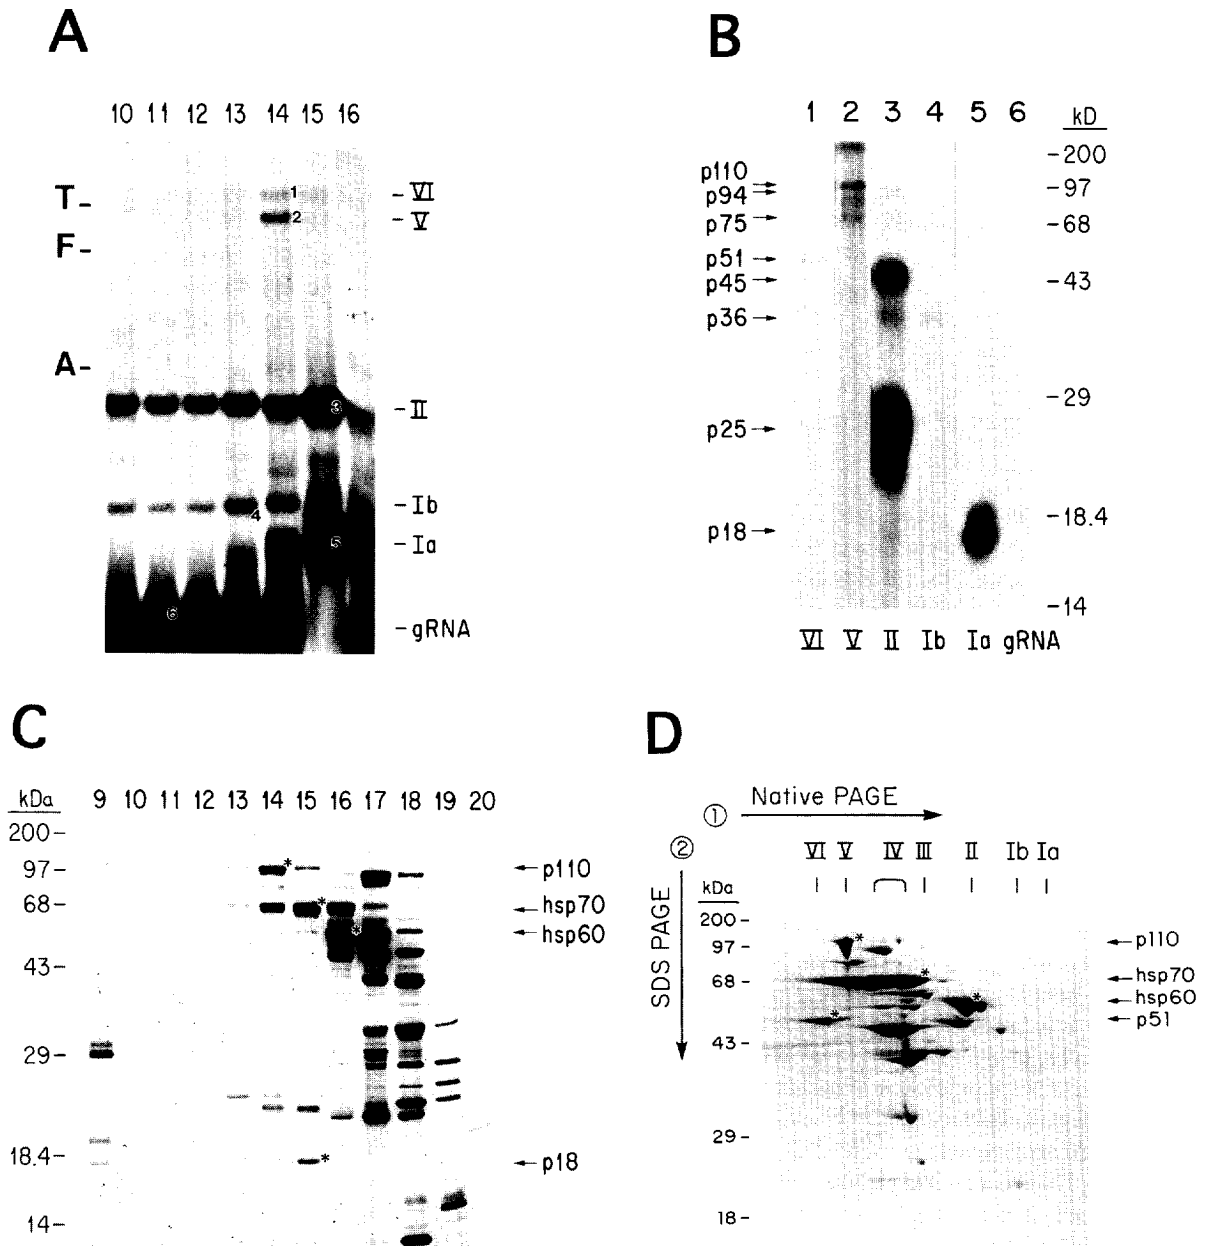 A
10 11 12 13 14 15 16
T-
F-
A-
1
2
3
4
5
6
-VI
-V
-II
-Ib
-Ia
-gRNA
B
1 2 3 4 5 6 kD
p110
p94
p75
p51
p45
p36
p25
p18
-200
-97
-68
-43
-29
-18.4
-14
VI V II Ib Ia gRNA
C
kDa 9 10 11 12 13 14 15 16 17 18 19 20
200-
97-
68-
43-
29-
18.4-
14-
*
*
*
*
←p110
←hsp70
←hsp60
←p18
D
① Native PAGE
② SDS PAGE
VI V IV III II Ib Ia
kDa
200-
97-
68-
43-
29-
18-
*
*
*
*
←p110
←hsp70
←hsp60
←p51